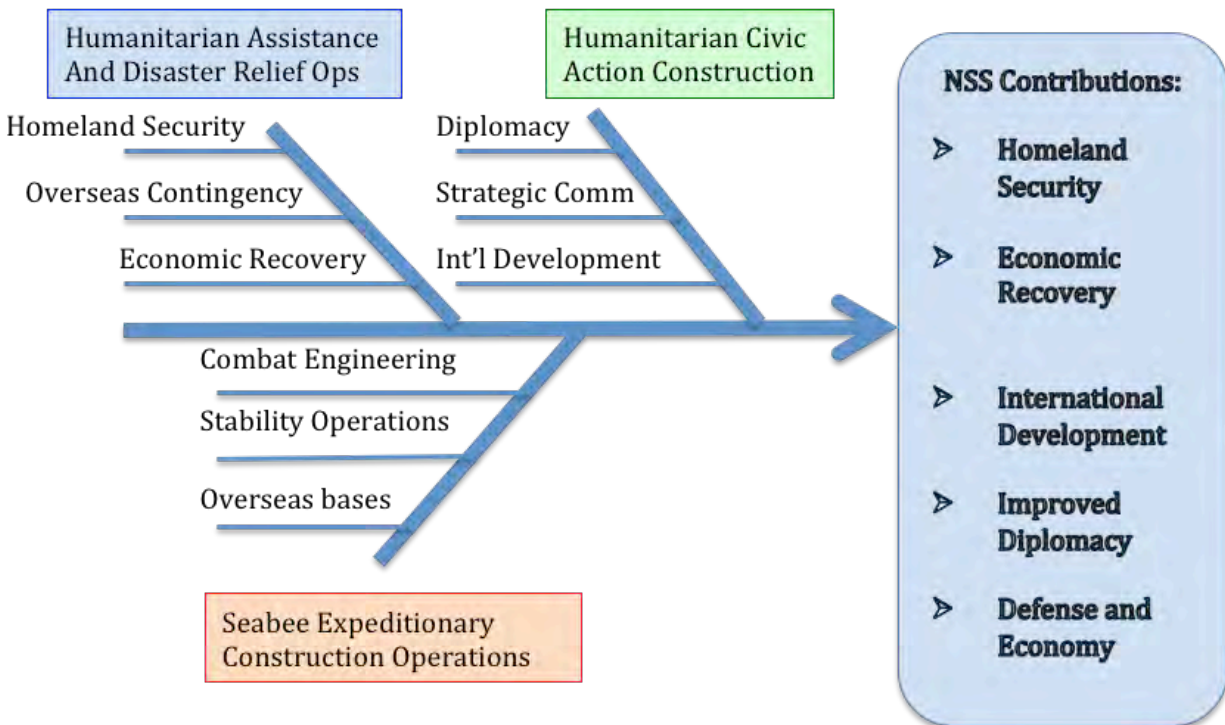 Humanitarian Assistance
And Disaster Relief Ops
Homeland Security
Overseas Contingency
Economic Recovery
Humanitarian Civic
Action Construction
Diplomacy
Strategic Comm
Int'l Development
Combat Engineering
Stability Operations
Overseas bases
Seabee Expeditionary
Construction Operations
NSS Contributions:
Homeland
Security
Economic
Recovery
International
Development
Improved
Diplomacy
Defense and
Economy